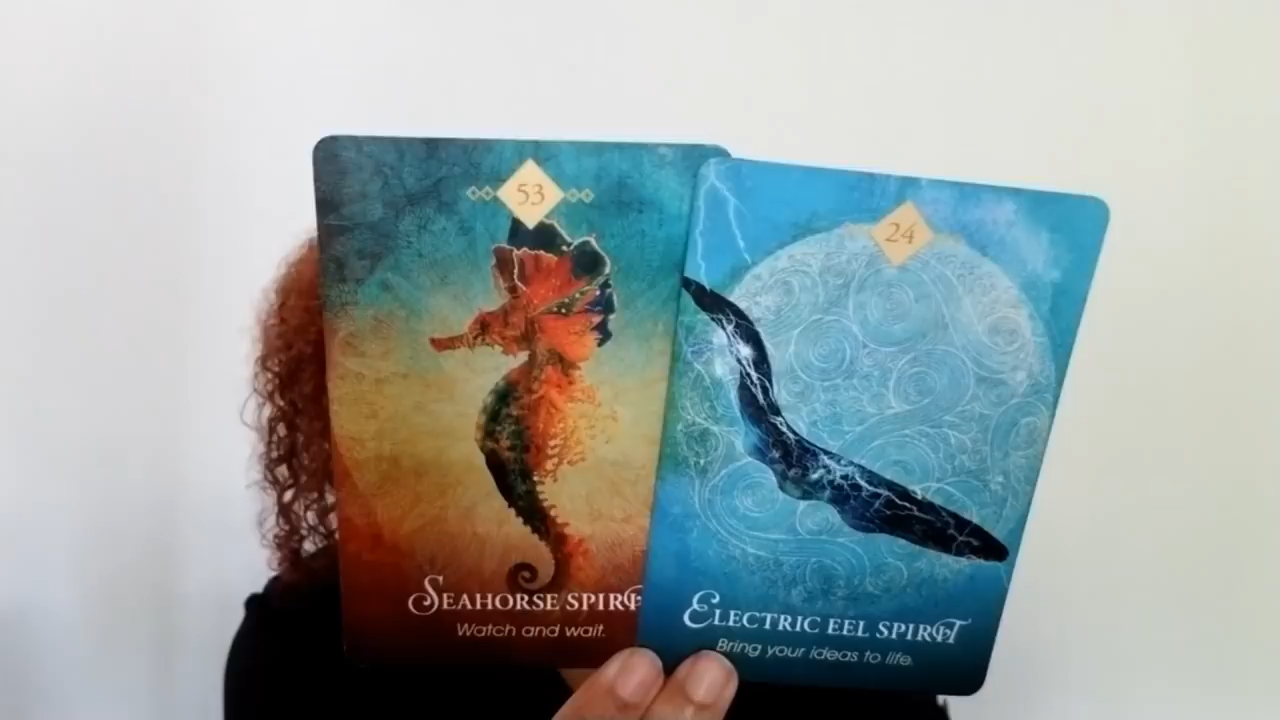 53
SEAHORSE SPIRIT
Watch and wait.
24
ELECTRIC EEL SPIRIT
Bring your ideas to life.